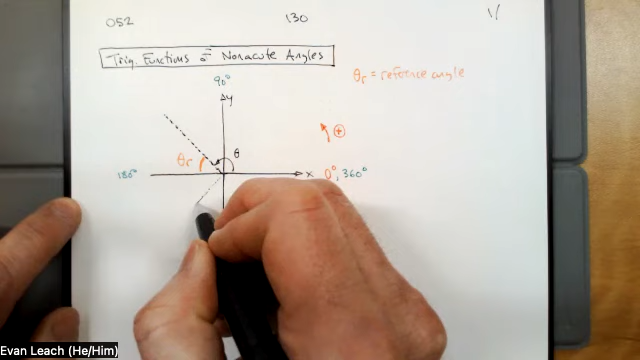 052 130 1/
Trig. Functions of Nonacute Angles
θr = reference angle
90°
y
+
θr θ
180° x 0°, 360°
Evan Leach (He/Him)